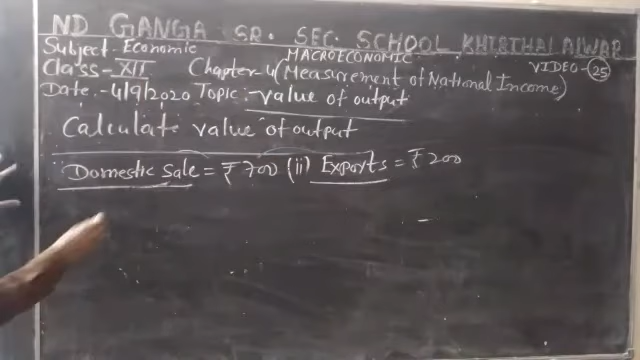 ND GANGA SR. SEC. SCHOOL KHISTHAL ALWAR
Subject- Economic MACROECONOMIC VIDEO-25
Class-XII Chapter-4 (Measurement of National Income)
Date:-4/9/2020 Topic:-value of output
Calculate value of output
Domestic Sale = ₹700 (ii) Exports = ₹200